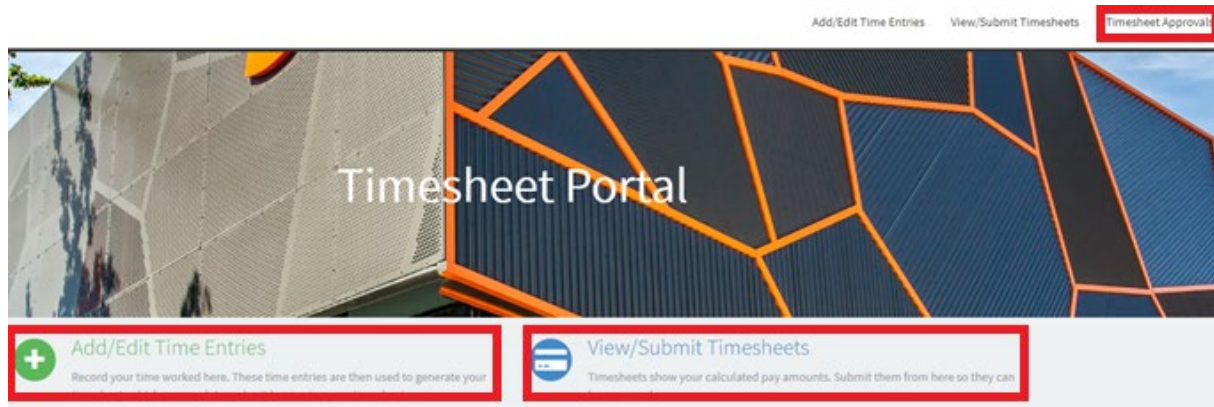 Add/Edit Time Entries View/Submit Timesheets Timesheet Approvals
Timesheet Portal
Add/Edit Time Entries
Record your time worked here. These time entries are then used to generate your
View/Submit Timesheets
Timesheets show your calculated pay amounts. Submit them from here so they can